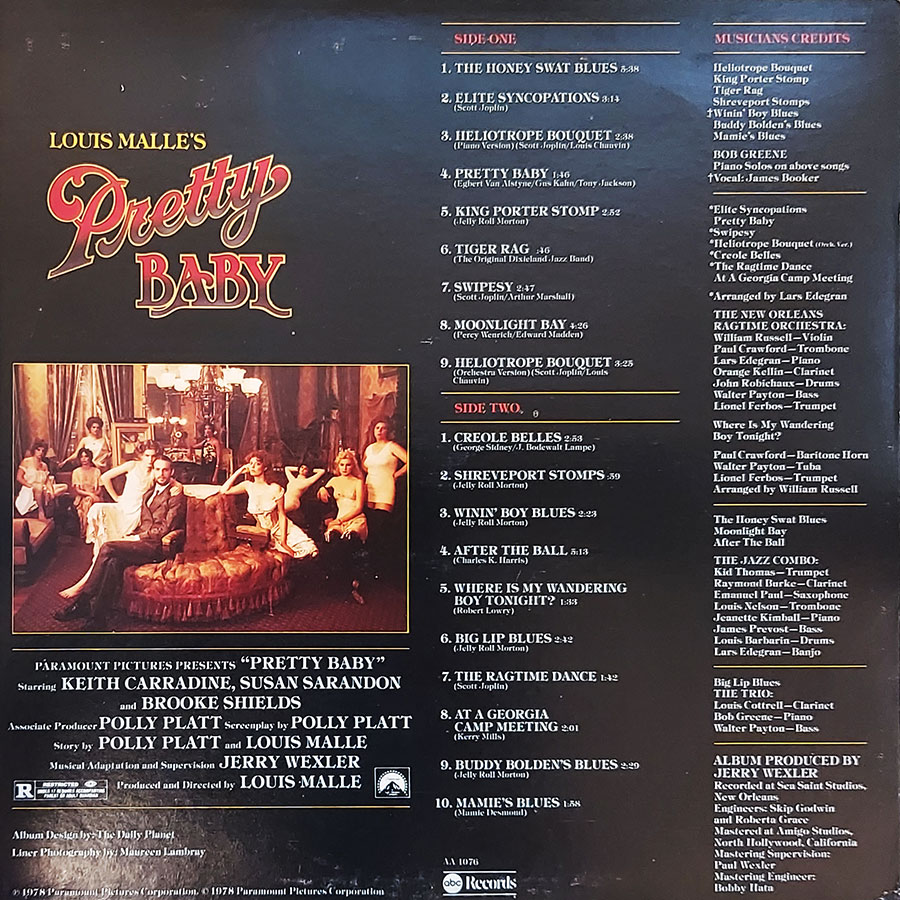 LOUIS MALLE'S
Pretty
BABY
PARAMOUNT PICTURES PRESENTS "PRETTY BABY"
Starring KEITH CARRADINE, SUSAN SARANDON
and BROOKE SHIELDS
Associate Producer POLLY PLATT Screenplay by POLLY PLATT
Story by POLLY PLATT and LOUIS MALLE
Musical Adaptation and Supervision JERRY WEXLER
Produced and Directed by LOUIS MALLE
R RESTRICTED
UNDER 17 REQUIRES ACCOMPANYING
PARENT OR ADULT GUARDIAN
Album Design by: The Daily Planet
Liner Photography by: Maureen Lambray
℗ 1978 Paramount Pictures Corporation. © 1978 Paramount Pictures Corporation
SIDE ONE
1. THE HONEY SWAT BLUES 5:38
2. ELITE SYNCOPATIONS 3:14
(Scott Joplin)
3. HELIOTROPE BOUQUET 2:38
(Piano Version) (Scott Joplin/Louis Chauvin)
4. PRETTY BABY 1:46
(Egbert Van Alstyne/Gus Kahn/Tony Jackson)
5. KING PORTER STOMP 2:52
(Jelly Roll Morton)
6. TIGER RAG :46
(The Original Dixieland Jazz Band)
7. SWIPESY 2:47
(Scott Joplin/Arthur Marshall)
8. MOONLIGHT BAY 4:26
(Percy Wenrich/Edward Madden)
9. HELIOTROPE BOUQUET 3:25
(Orchestra Version) (Scott Joplin/Louis
Chauvin)
SIDE TWO
1. CREOLE BELLES 2:53
(George Sidney/J. Bodewalt Lampe)
2. SHREVEPORT STOMPS :59
(Jelly Roll Morton)
3. WININ' BOY BLUES 2:23
(Jelly Roll Morton)
4. AFTER THE BALL 5:13
(Charles K. Harris)
5. WHERE IS MY WANDERING
BOY TONIGHT? 1:33
(Robert Lowry)
6. BIG LIP BLUES 2:42
(Jelly Roll Morton)
7. THE RAGTIME DANCE 1:42
(Scott Joplin)
8. AT A GEORGIA
CAMP MEETING 2:01
(Kerry Mills)
9. BUDDY BOLDEN'S BLUES 2:29
(Jelly Roll Morton)
10. MAMIE'S BLUES 1:58
(Mamie Desmond)
AA 1076
abc Records
MUSICIANS CREDITS
Heliotrope Bouquet
King Porter Stomp
Tiger Rag
Shreveport Stomps
†Winin' Boy Blues
Buddy Bolden's Blues
Mamie's Blues
BOB GREENE
Piano Solos on above songs
†Vocal: James Booker
*Elite Syncopations
Pretty Baby
*Swipesy
*Heliotrope Bouquet (Orch. Ver.)
*Creole Belles
*The Ragtime Dance
At A Georgia Camp Meeting
*Arranged by Lars Edegran
THE NEW ORLEANS
RAGTIME ORCHESTRA:
William Russell—Violin
Paul Crawford—Trombone
Lars Edegran—Piano
Orange Kellin—Clarinet
John Robichaux—Drums
Walter Payton—Bass
Lionel Ferbos—Trumpet
Where Is My Wandering
Boy Tonight?
Paul Crawford—Baritone Horn
Walter Payton—Tuba
Lionel Ferbos—Trumpet
Arranged by William Russell
The Honey Swat Blues
Moonlight Bay
After The Ball
THE JAZZ COMBO:
Kid Thomas—Trumpet
Raymond Burke—Clarinet
Emanuel Paul—Saxophone
Louis Nelson—Trombone
Jeanette Kimball—Piano
James Prevost—Bass
Louis Barbarin—Drums
Lars Edegran—Banjo
Big Lip Blues
THE TRIO:
Louis Cottrell—Clarinet
Bob Greene—Piano
Walter Payton—Bass
ALBUM PRODUCED BY
JERRY WEXLER
Recorded at Sea Saint Studios,
New Orleans
Engineers: Skip Godwin
and Roberta Grace
Mastered at Amigo Studios,
North Hollywood, California
Mastering Supervision:
Paul Wexler
Mastering Engineer:
Bobby Hata